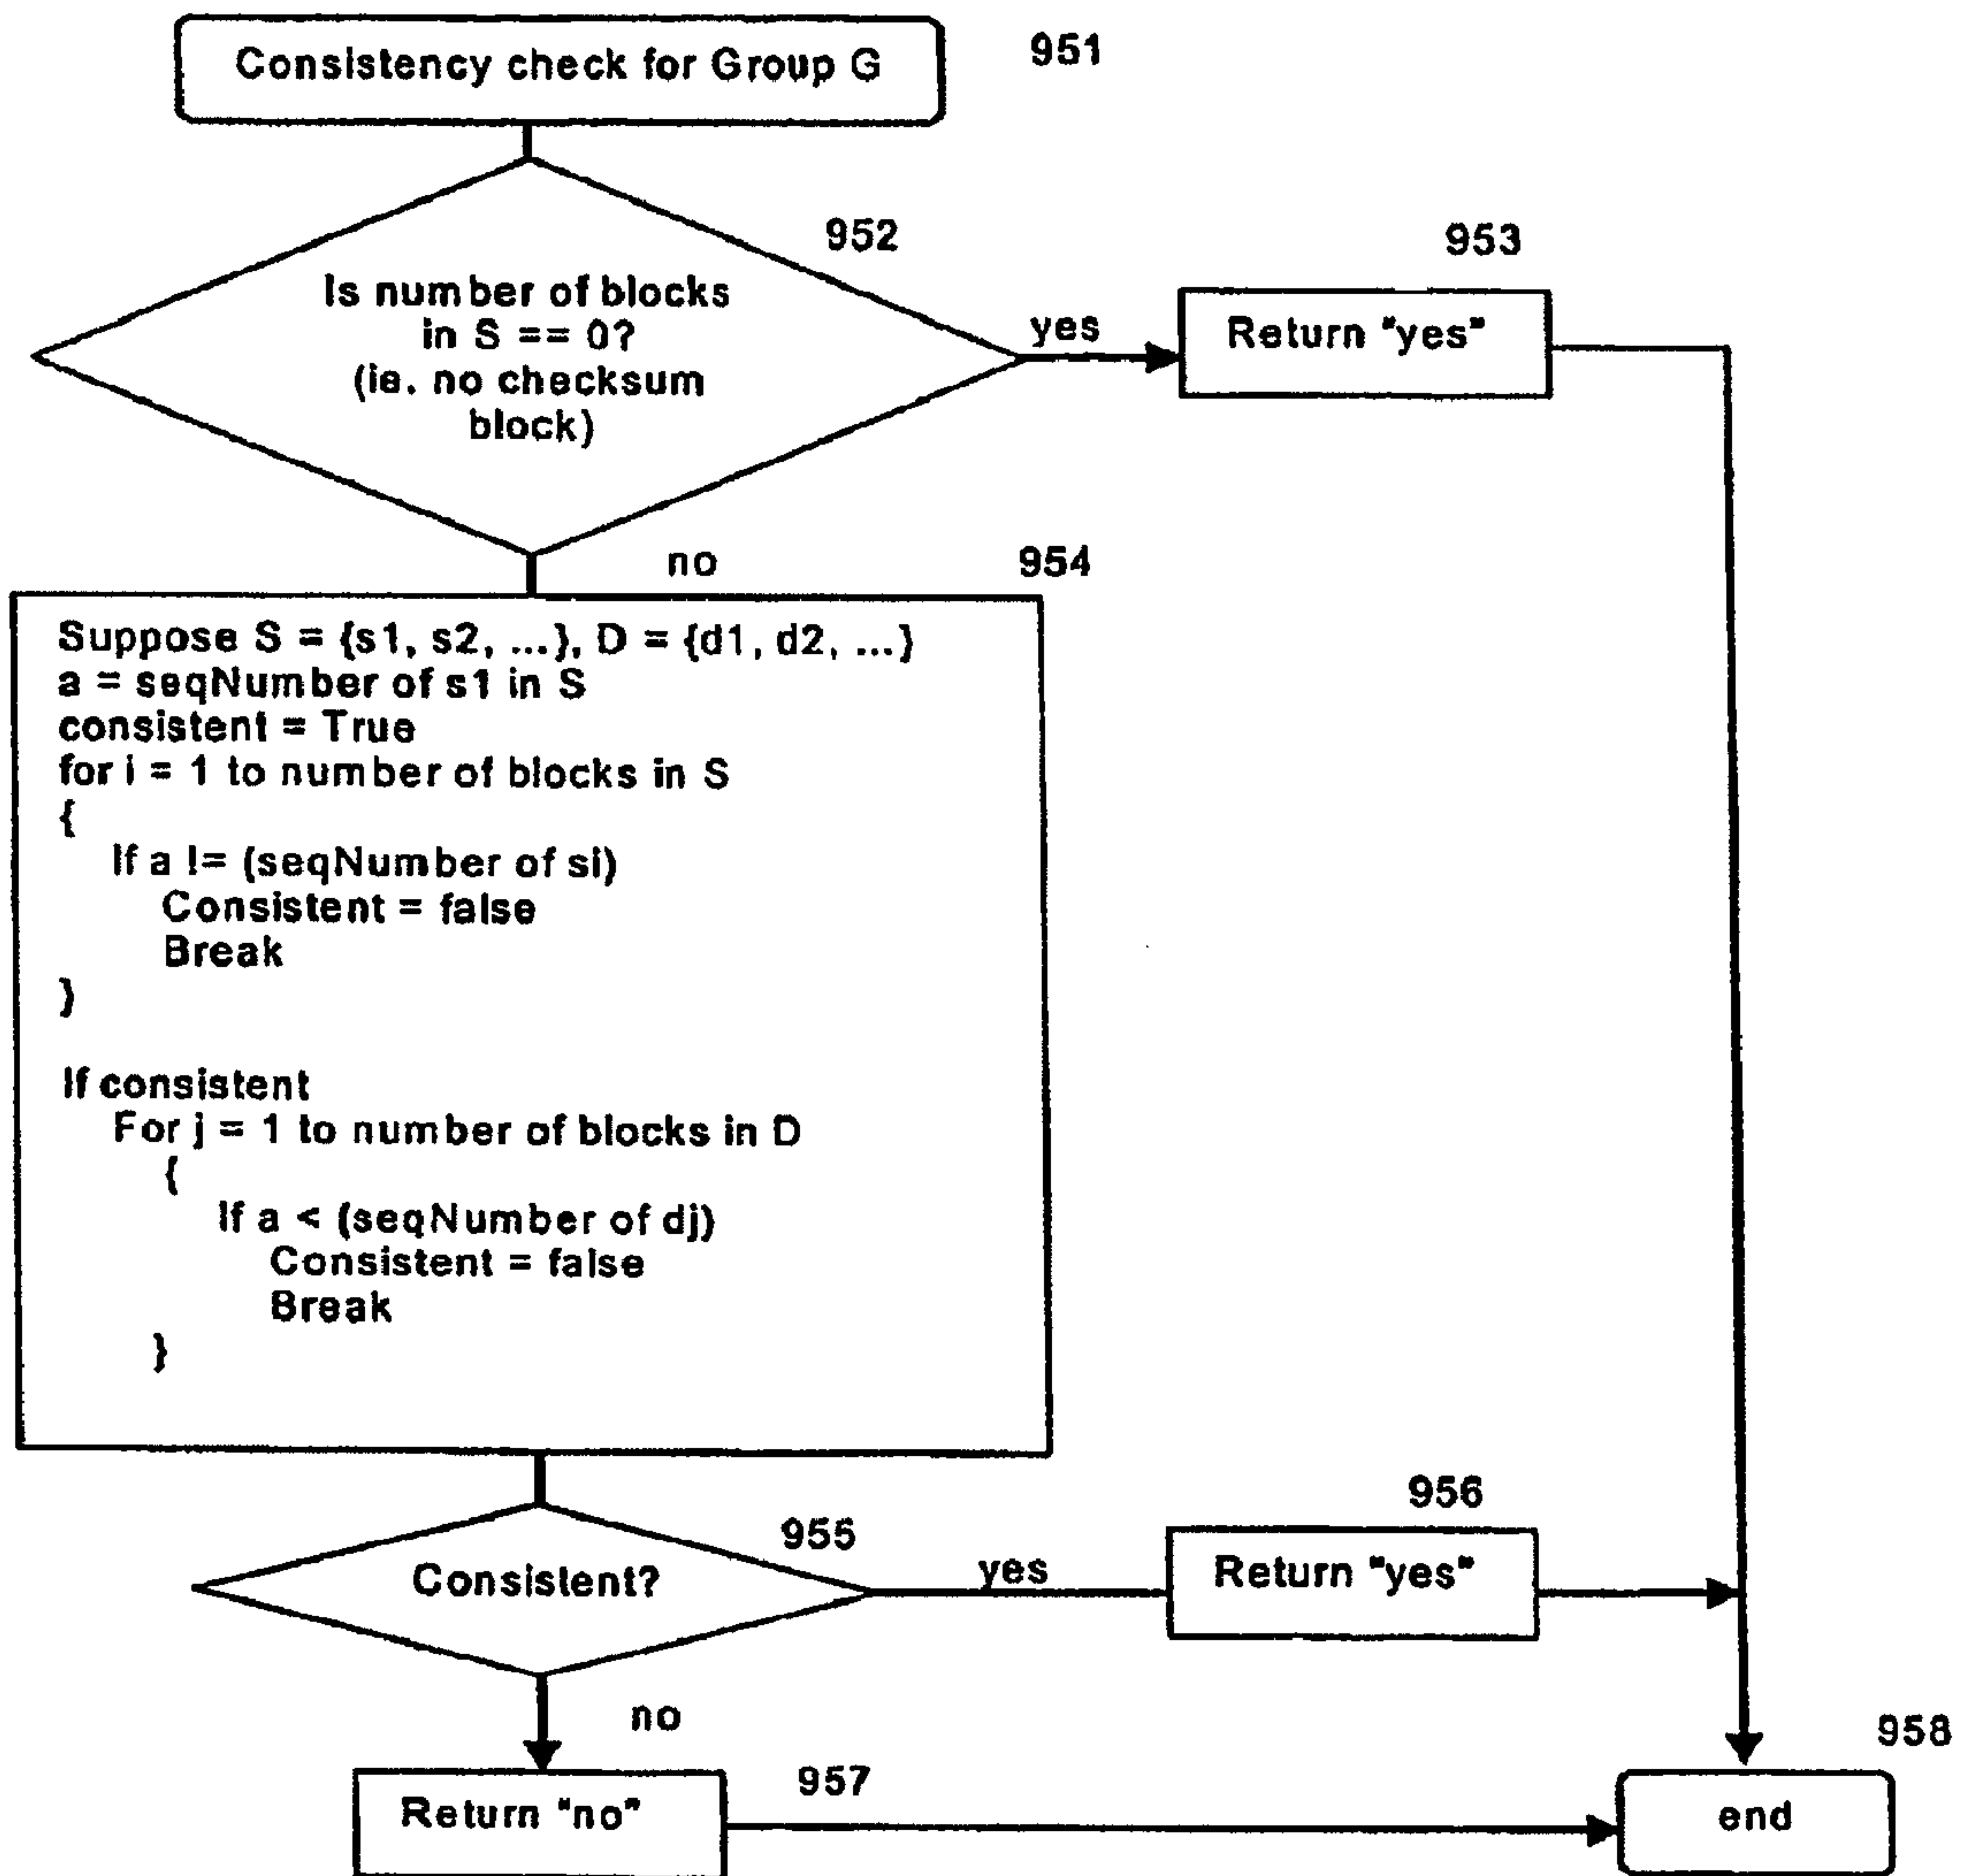 Consistency check for Group G
951
952
Is number of blocks
in S == 0?
(ie. no checksum
block)
yes
953
Return "yes"
no
954
Suppose S = {s1, s2, ...}, D = {d1, d2, ...}
a = seqNumber of s1 in S
consistent = True
for i = 1 to number of blocks in S
{
If a != (seqNumber of si)
Consistent = false
Break
}
If consistent
For j = 1 to number of blocks in D
{
If a < (seqNumber of dj)
Consistent = false
Break
}
955
Consistent?
yes
956
Return "yes"
no
957
Return "no"
958
end